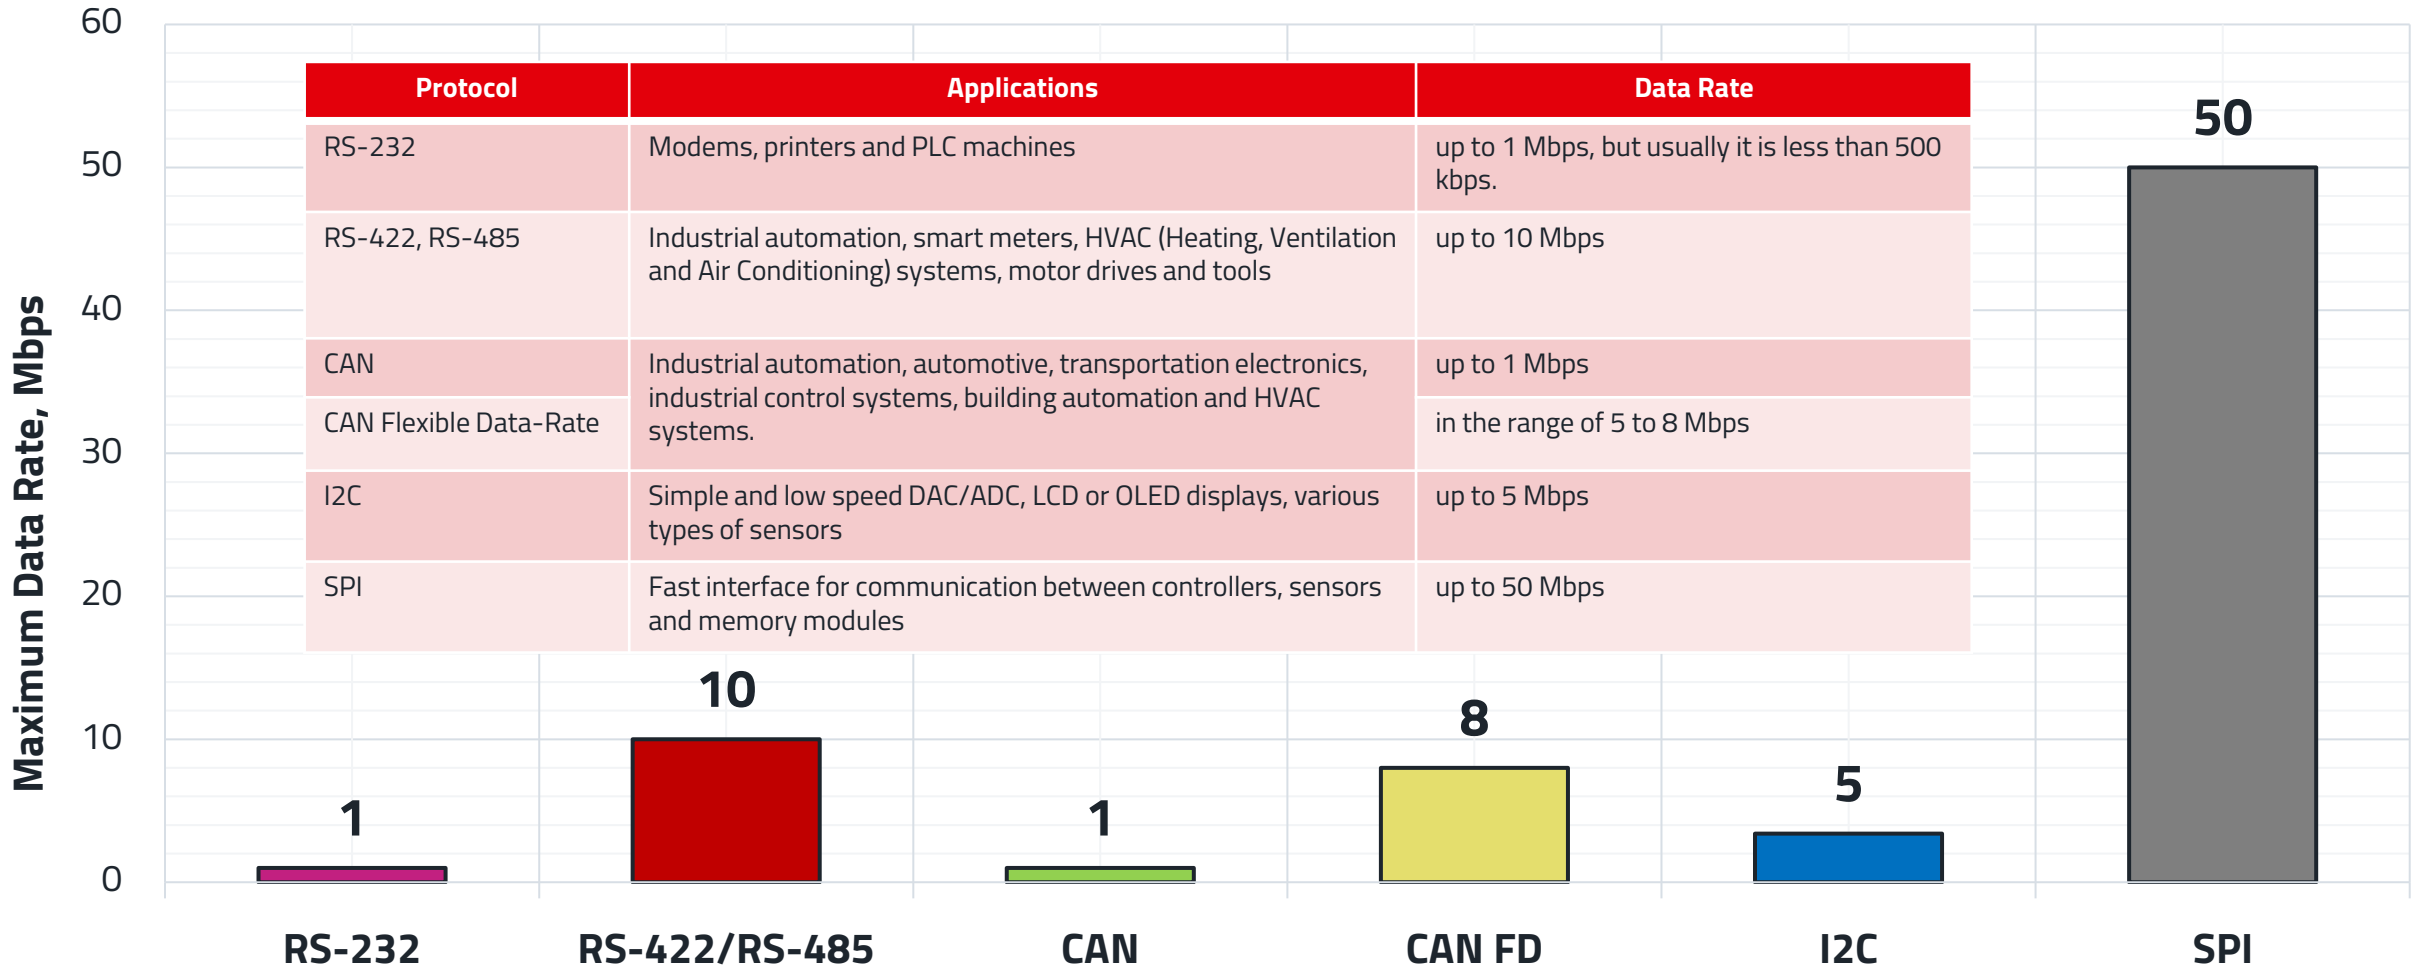 Maximum Data Rate, Mbps
60
50
40
30
20
10
0
Protocol Applications Data Rate
RS-232 Modems, printers and PLC machines up to 1 Mbps, but usually it is less than 500
kbps.
RS-422, RS-485 Industrial automation, smart meters, HVAC (Heating, Ventilation up to 10 Mbps
and Air Conditioning) systems, motor drives and tools
CAN Industrial automation, automotive, transportation electronics, up to 1 Mbps
industrial control systems, building automation and HVAC
CAN Flexible Data-Rate systems. in the range of 5 to 8 Mbps
I2C Simple and low speed DAC/ADC, LCD or OLED displays, various up to 5 Mbps
types of sensors
SPI Fast interface for communication between controllers, sensors up to 50 Mbps
and memory modules
1
10
1
8
5
50
RS-232 RS-422/RS-485 CAN CAN FD I2C SPI